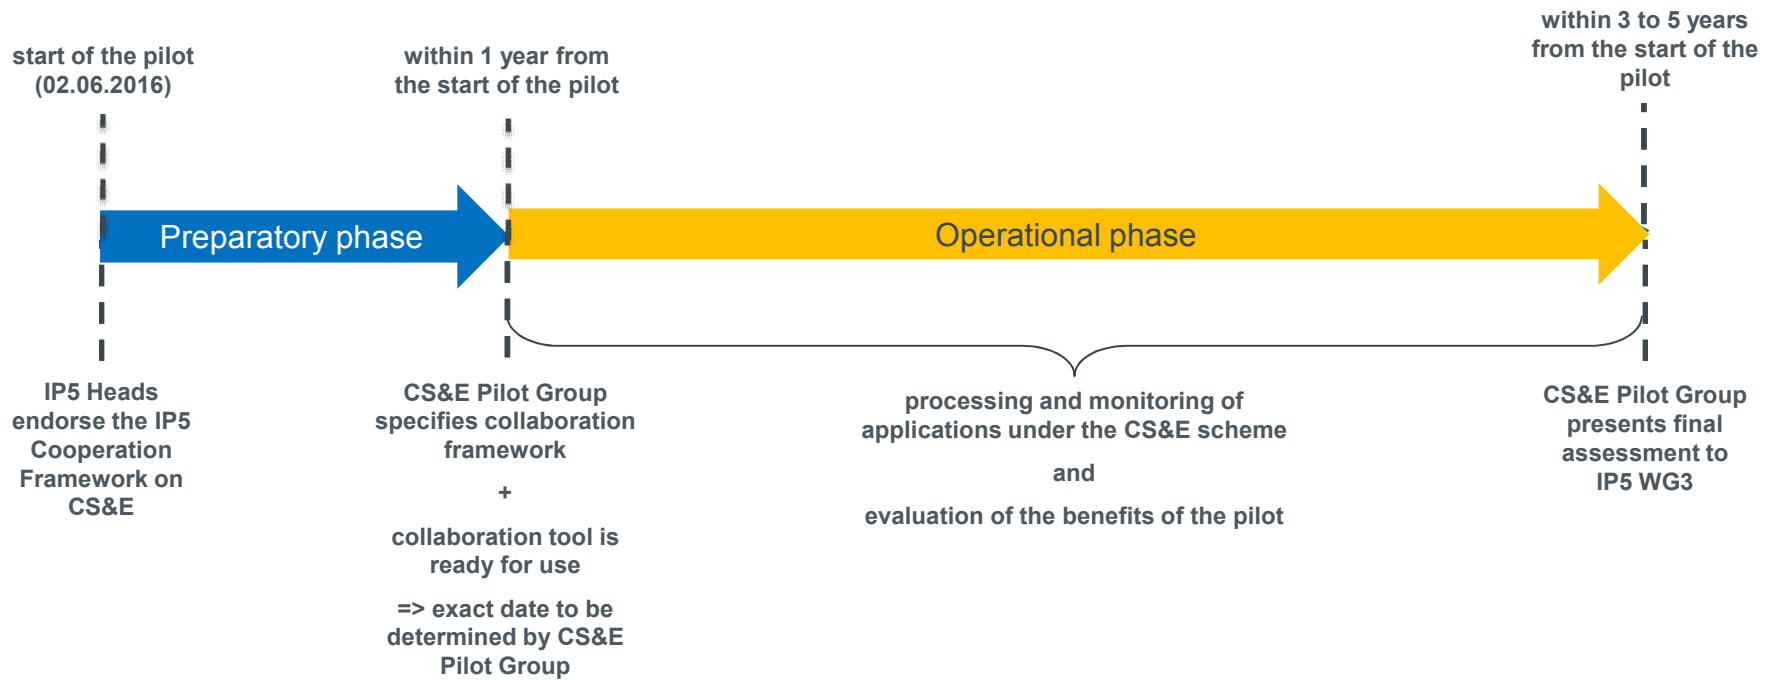 start of the pilot
(02.06.2016)
within 1 year from
the start of the pilot
within 3 to 5 years
from the start of the
pilot
Preparatory phase
Operational phase
IP5 Heads
endorse the IP5
Cooperation
Framework on
CS&E
CS&E Pilot Group
specifies collaboration
framework
+
collaboration tool is
ready for use
=> exact date to be
determined by CS&E
Pilot Group
processing and monitoring of
applications under the CS&E scheme
and
evaluation of the benefits of the pilot
CS&E Pilot Group
presents final
assessment to
IP5 WG3